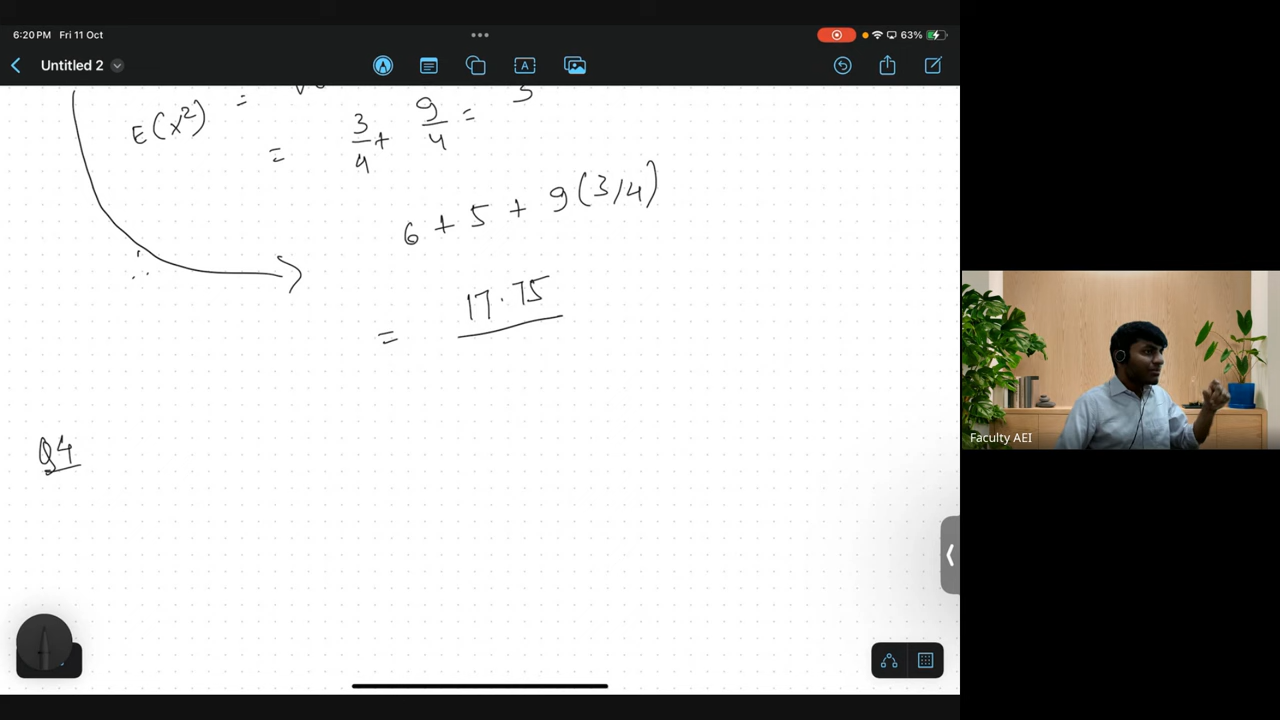 6:20 PM Fri 11 Oct
63%
Untitled 2
E(x²) =
= 3/4 + 9/4 = 3
6 + 5 + 9(3/4)
= 17.75
Q4
Faculty AEI